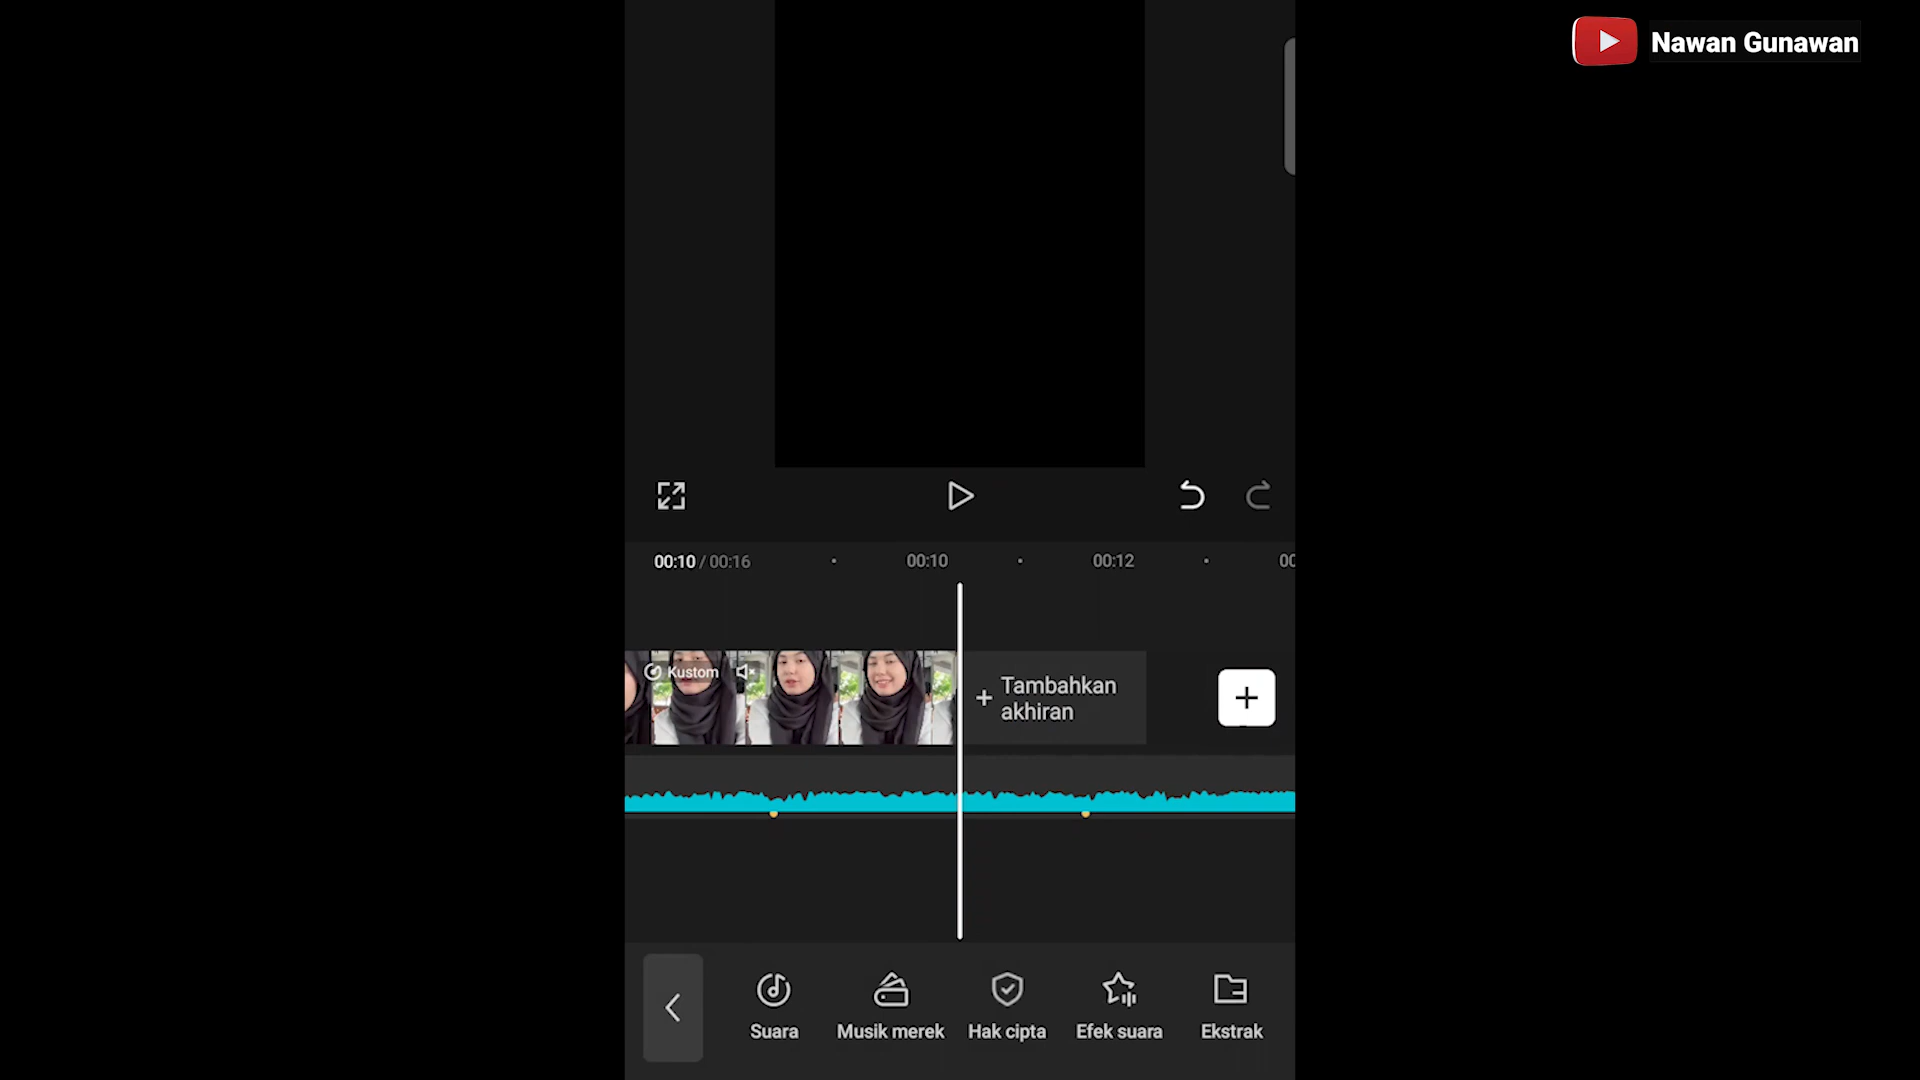 Nawan Gunawan
00:10 / 00:16
00:10
00:12
00
Kustom
+ Tambahkan
akhiran
+
Suara
Musik merek
Hak cipta
Efek suara
Ekstrak